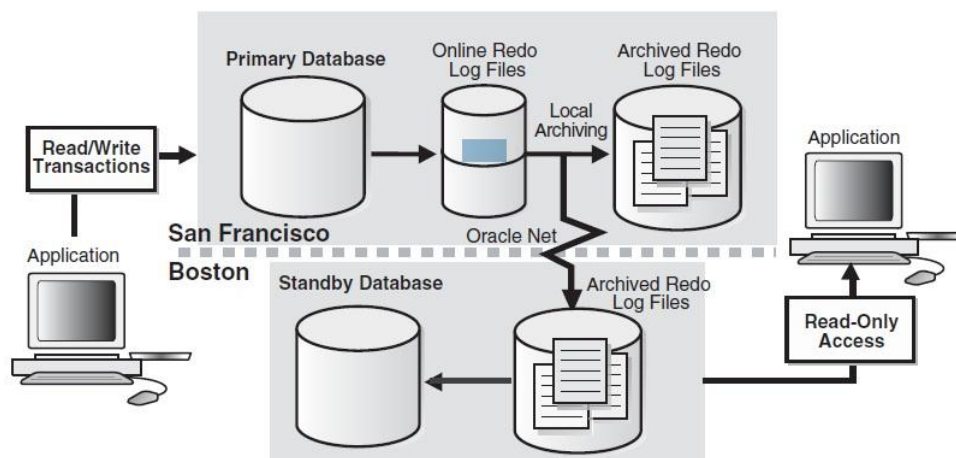 Primary Database
Online Redo
Log Files
Archived Redo
Log Files
Local
Archiving
Read/Write
Transactions
Application
Application
San Francisco
Oracle Net
Boston
Standby Database
Archived Redo
Log Files
Read-Only
Access